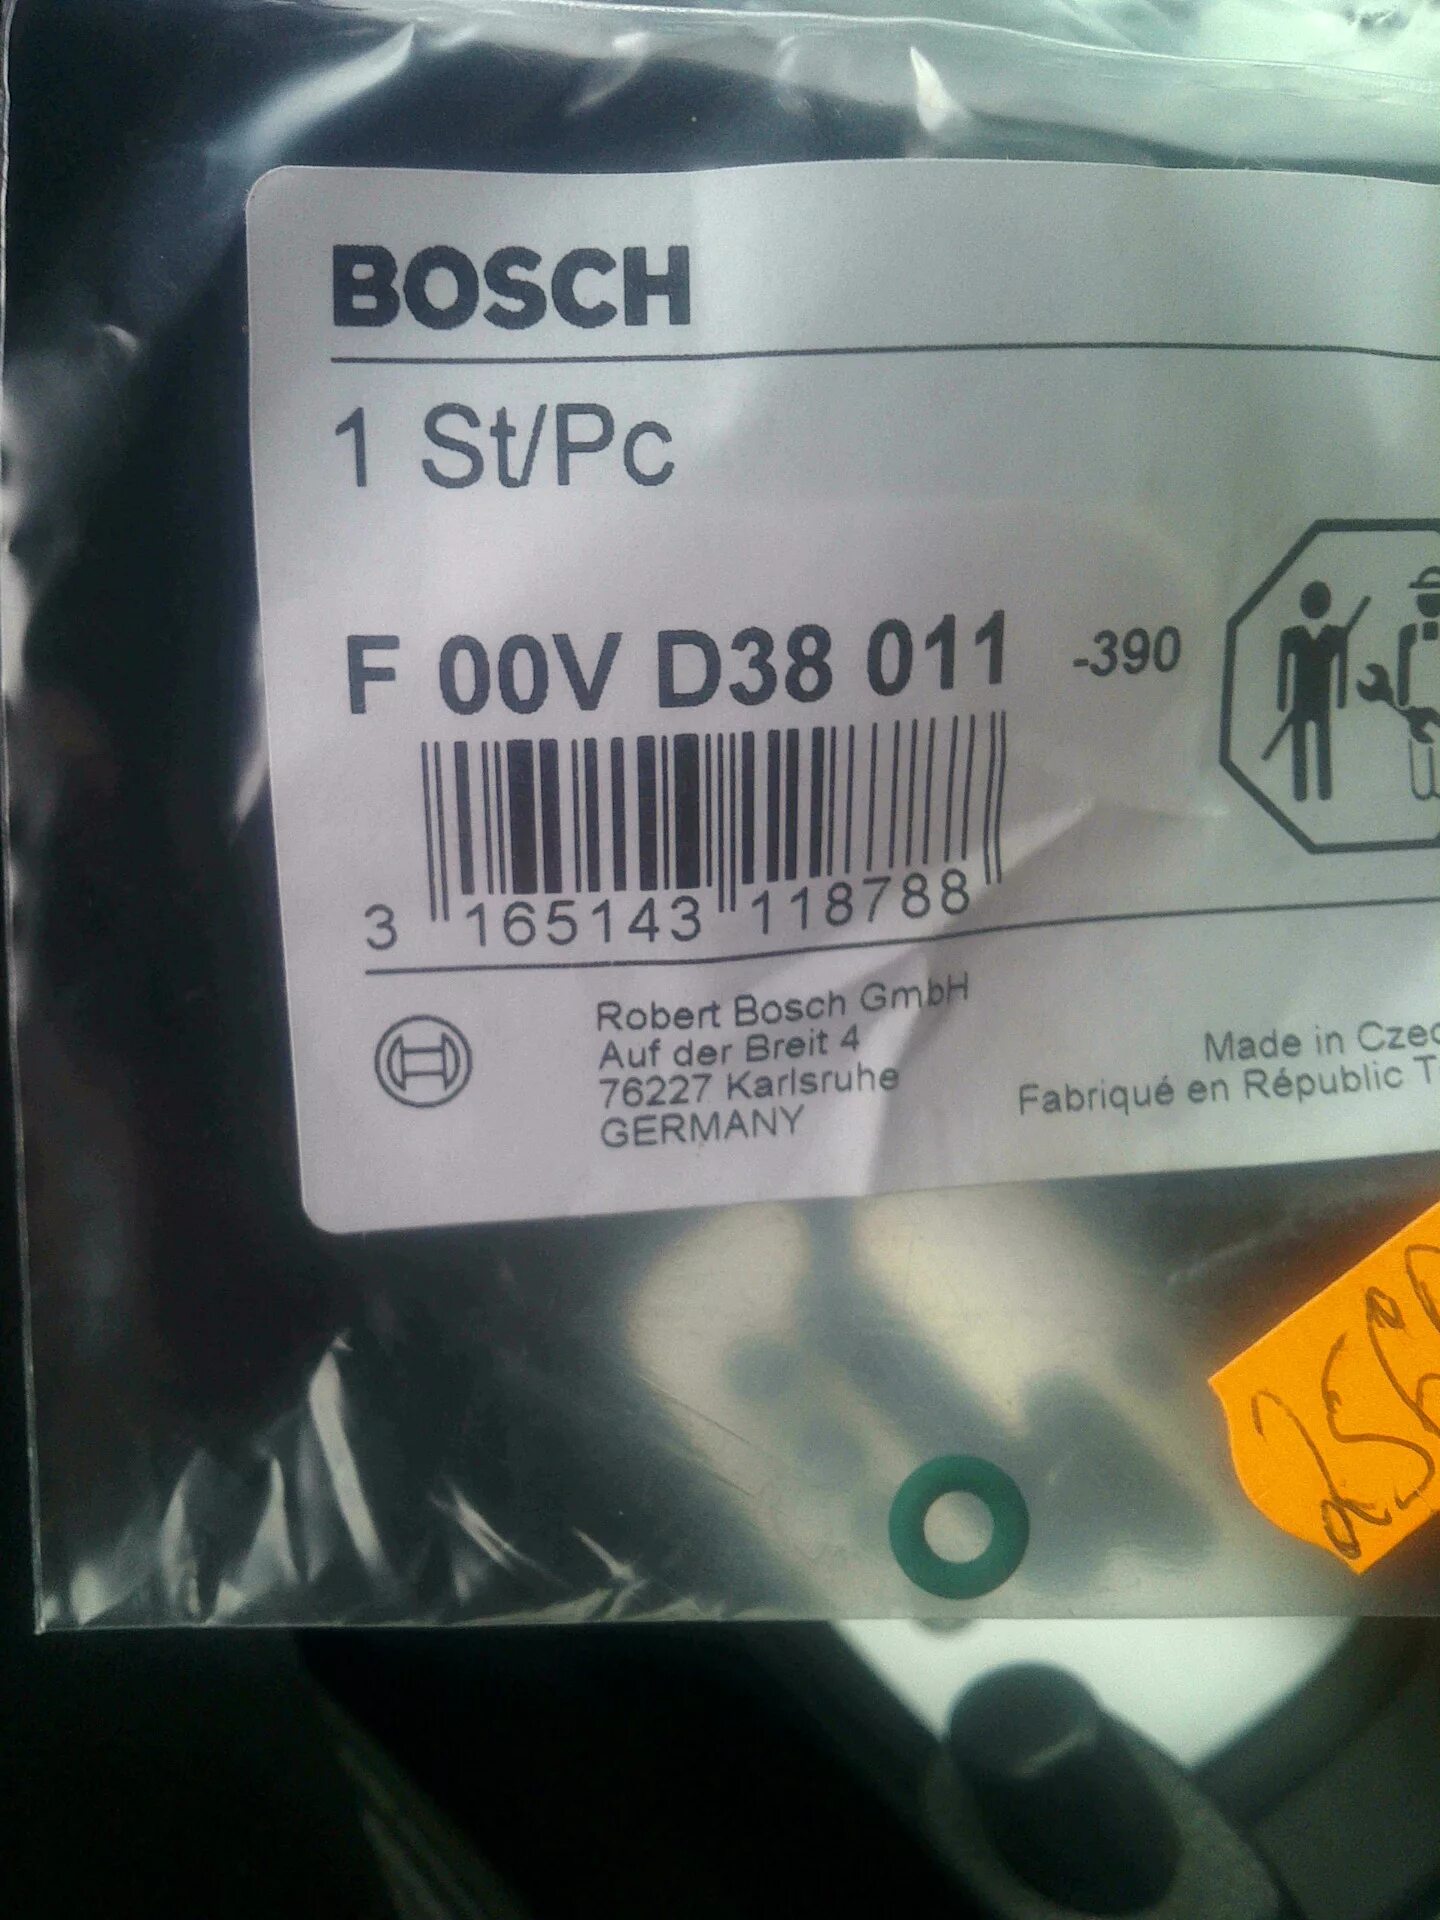 BOSCH
1 St/Pc
F 00V D38 011 -390
3 165143 118788
Robert Bosch GmbH
Auf der Breit 4
76227 Karlsruhe
GERMANY
Made in
Fabriqué en Républic